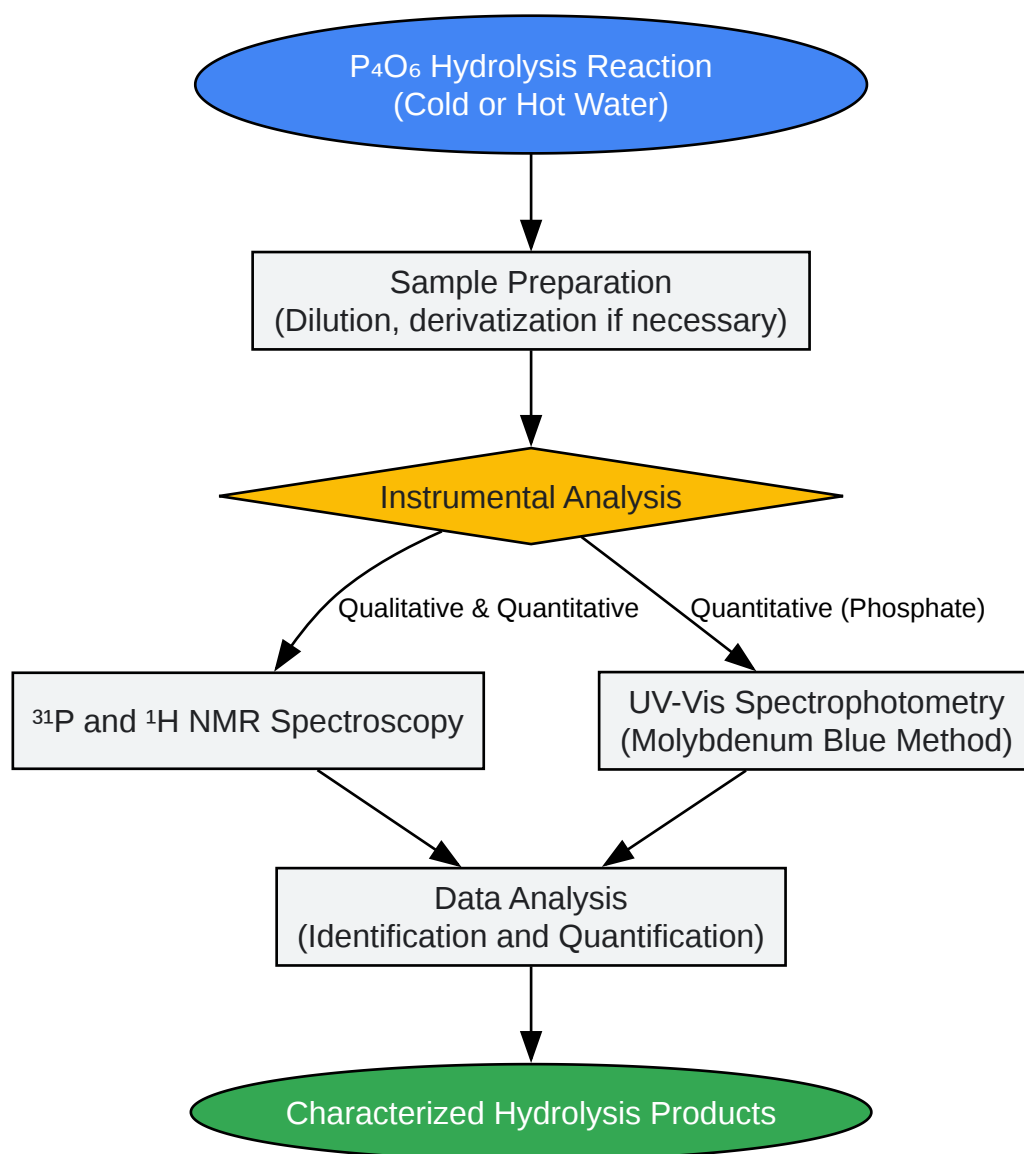 P₄O₆ Hydrolysis Reaction
(Cold or Hot Water)
Sample Preparation
(Dilution, derivatization if necessary)
Instrumental Analysis
Qualitative & Quantitative
Quantitative (Phosphate)
³¹P and ¹H NMR Spectroscopy
UV-Vis Spectrophotometry
(Molybdenum Blue Method)
Data Analysis
(Identification and Quantification)
Characterized Hydrolysis Products